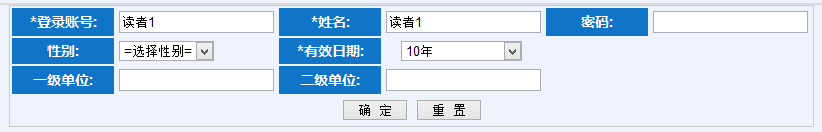 *登录账号: 读者1 *姓名: 读者1 密码:
性别: =选择性别= *有效日期: 10年
一级单位: 二级单位:
确 定 重 置